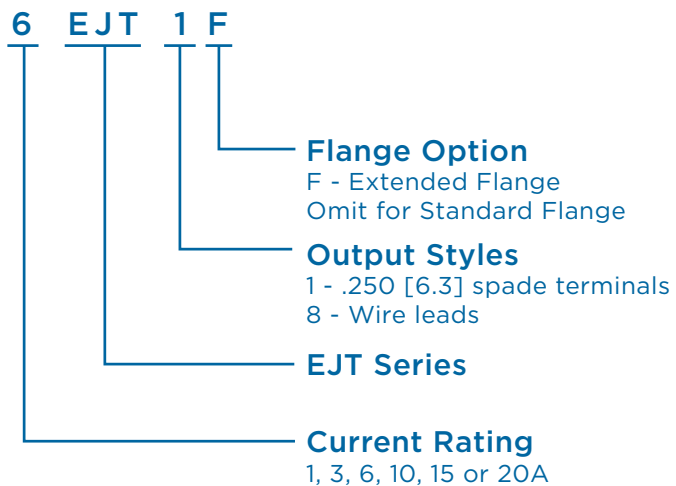 6 EJT 1 F
Flange Option
F - Extended Flange
Omit for Standard Flange
Output Styles
1 - .250 [6.3] spade terminals
8 - Wire leads
EJT Series
Current Rating
1, 3, 6, 10, 15 or 20A